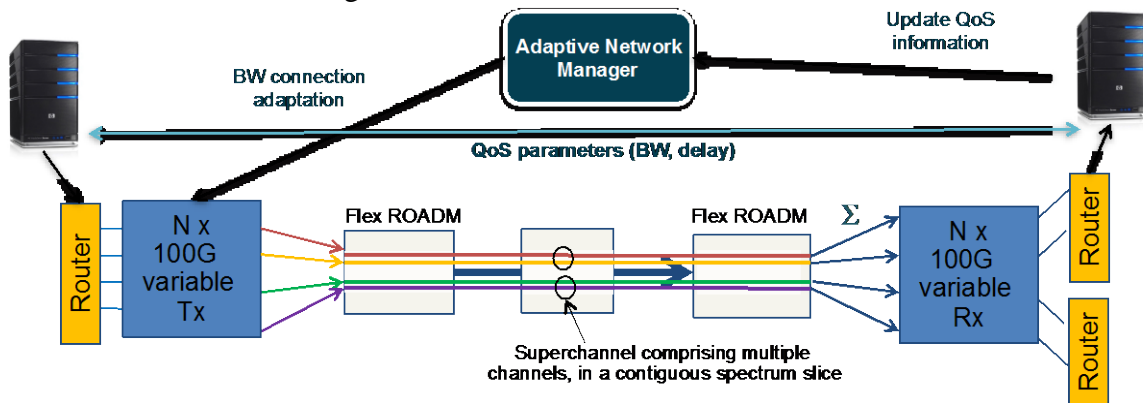 Adaptive Network
Manager
Update QoS
information
BW connection
adaptation
QoS parameters (BW, delay)
Router
N x
100G
variable
Tx
Flex ROADM
Flex ROADM
Σ
N x
100G
variable
Rx
Router
Router
Superchannel comprising multiple
channels, in a contiguous spectrum slice